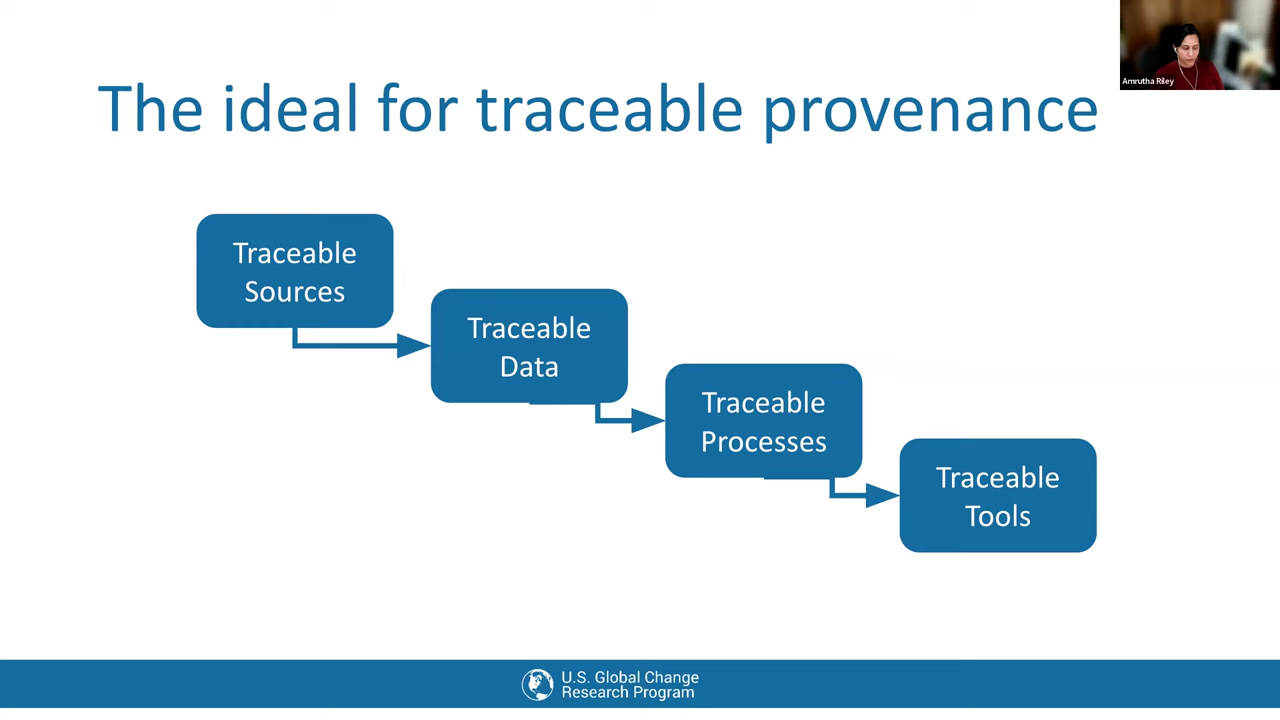 Amrutha Riley
The ideal for traceable provenance
Traceable
Sources
Traceable
Data
Traceable
Processes
Traceable
Tools
U.S. Global Change
Research Program